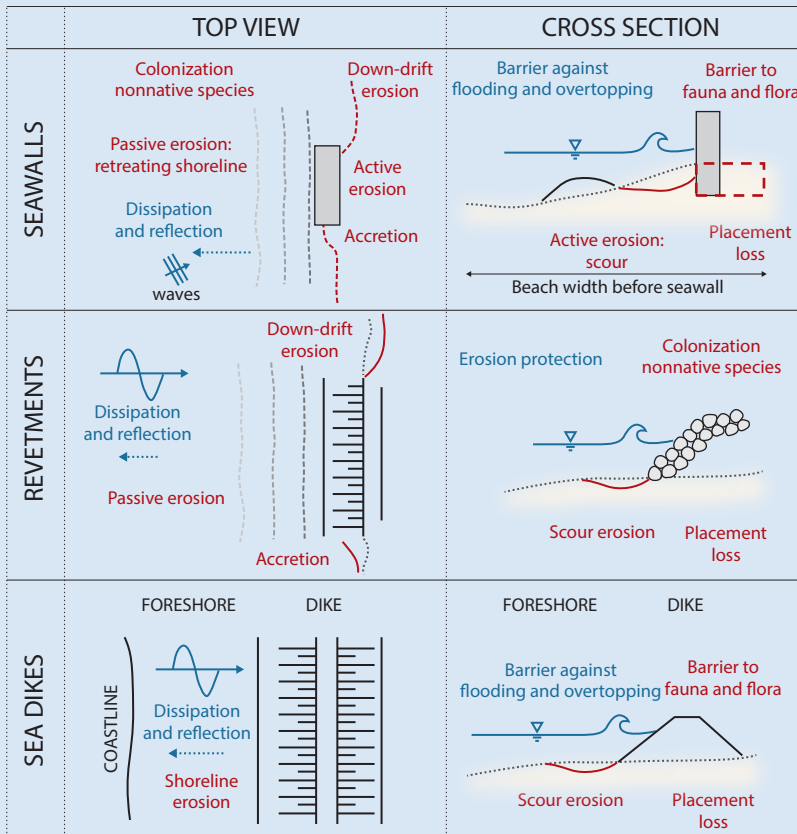 TOP VIEW
CROSS SECTION
SEAWALLS
Colonization
nonnative species
Down-drift
erosion
Passive erosion:
retreating shoreline
Active
erosion
Dissipation
and reflection
Accretion
waves
Barrier against
flooding and overtopping
Barrier to
fauna and flora
Active erosion:
scour
Placement
loss
Beach width before seawall
REVETMENTS
Down-drift
erosion
Dissipation
and reflection
Passive erosion
Accretion
Erosion protection
Colonization
nonnative species
Scour erosion
Placement
loss
SEA DIKES
FORESHORE
DIKE
COASTLINE
Dissipation
and reflection
Shoreline
erosion
FORESHORE
DIKE
Barrier against
flooding and overtopping
Barrier to
fauna and flora
Scour erosion
Placement
loss